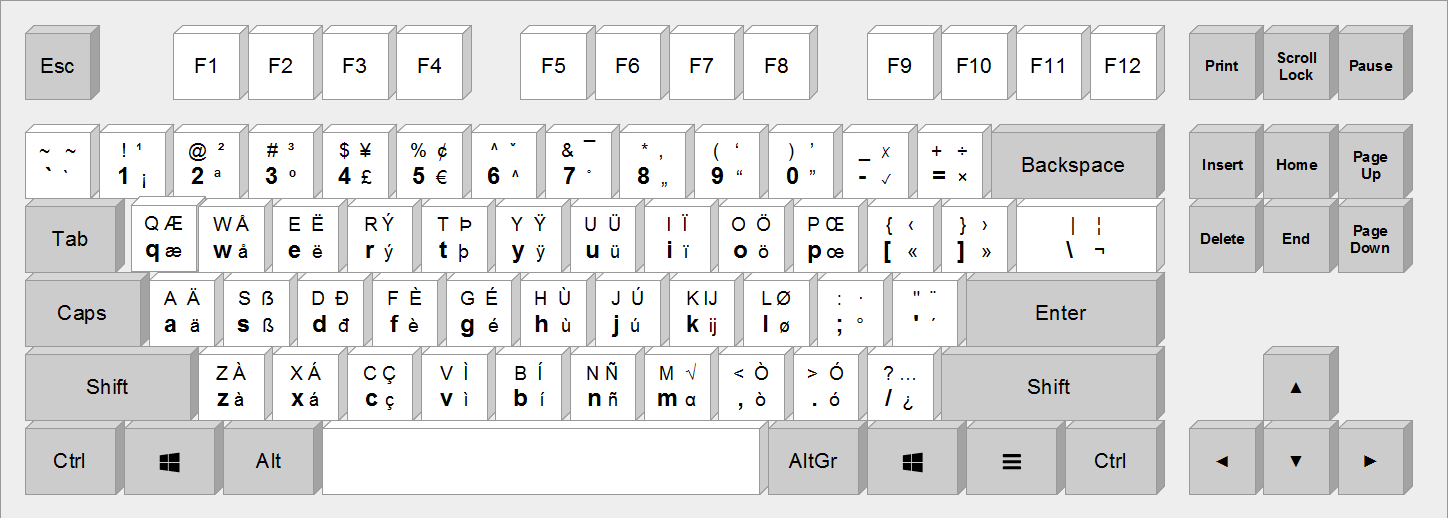 Esc F1 F2 F3 F4 F5 F6 F7 F8 F9 F10 F11 F12 Print Scroll Lock Pause
~ ~ ! ¹ @ ² # ³ $ ¥ % ₡ ^ ˇ & ¯ * , ( ‘ ) ’ _ ✗ + ÷ Backspace Insert Home Page Up
` ` 1 ¡ 2 ª 3 º 4 £ 5 € 6 ^ 7 ° 8 „ 9 “ 0 ” - ✓ = ×
Tab Q Æ W Å E Ë R Ý T Þ Y Ÿ U Ü I Ï O Ö P Œ { ‹ } › | ¦ Delete End Page Down
q æ w å e ë r ý t þ y ÿ u ü i ï o ö p œ [ « ] » \ ¬
Caps A Ä S ß D Đ F È G É H Ù J Ú K IJ L Ø : · " ¨ Enter
a ä s ß d đ f è g é h ù j ú k ij l ø ; ° ' ´
Shift Z À X Á C Ç V Ì B Í N Ñ M √ < Ò > Ó ? … Shift ▲
z à x á c ç v ì b í n ñ m α , ò . ó / ¿
Ctrl Alt AltGr ☰ Ctrl ◄ ▼ ►